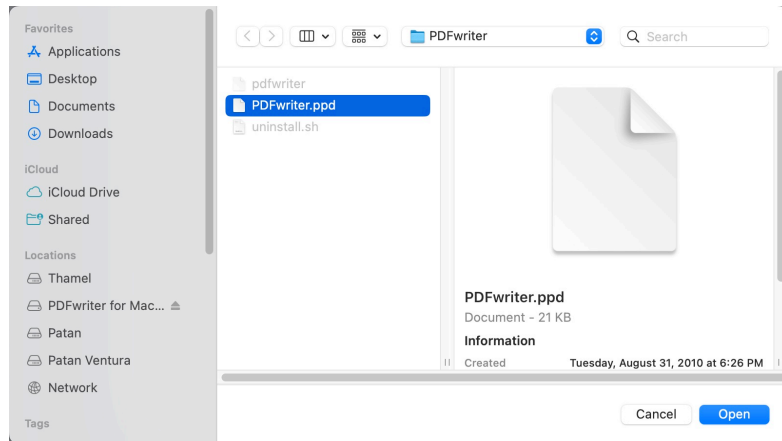 Favorites
Applications
Desktop
Documents
Downloads
iCloud
iCloud Drive
Shared
Locations
Thamel
PDFwriter for Mac...
Patan
Patan Ventura
Network
Tags
PDFwriter
Search
pdfwriter
PDFwriter.ppd
uninstall.sh
PDFwriter.ppd
Document - 21 KB
Information
Created Tuesday, August 31, 2010 at 6:26 PM
Cancel Open